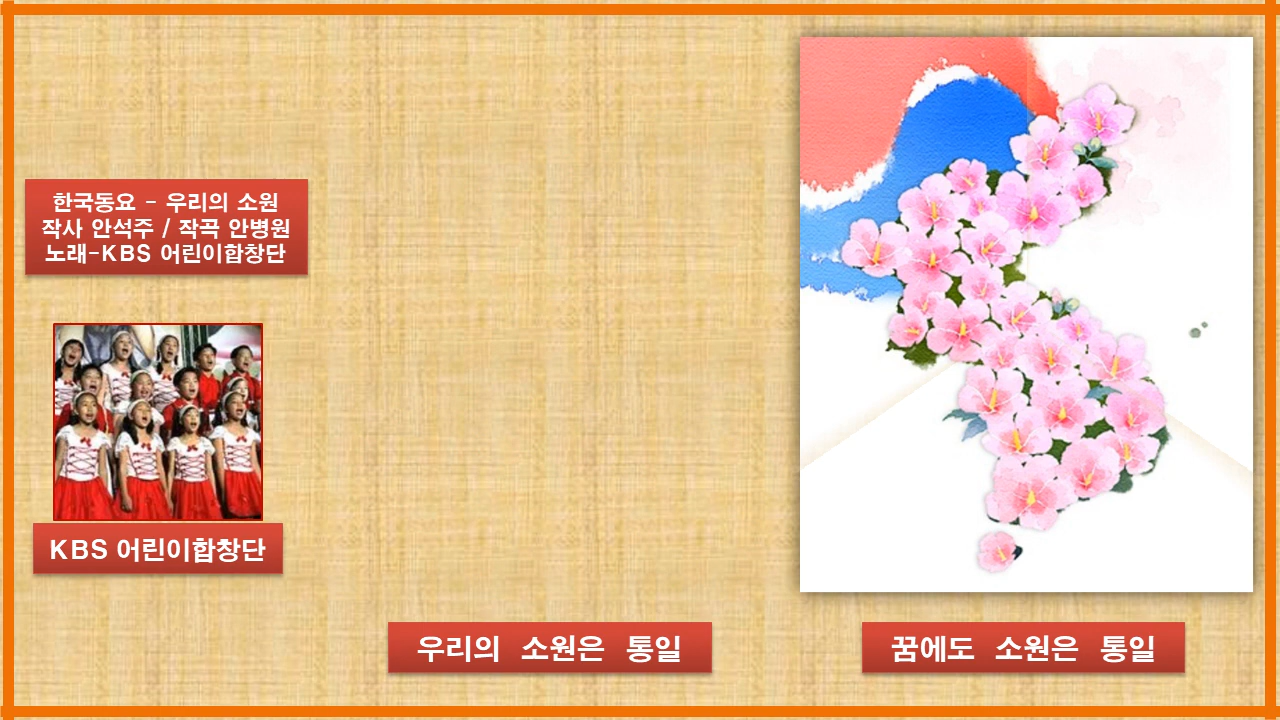 한국동요 - 우리의 소원
작사 안석주 / 작곡 안병원
노래-KBS 어린이합창단
KBS 어린이합창단
우리의 소원은 통일
꿈에도 소원은 통일